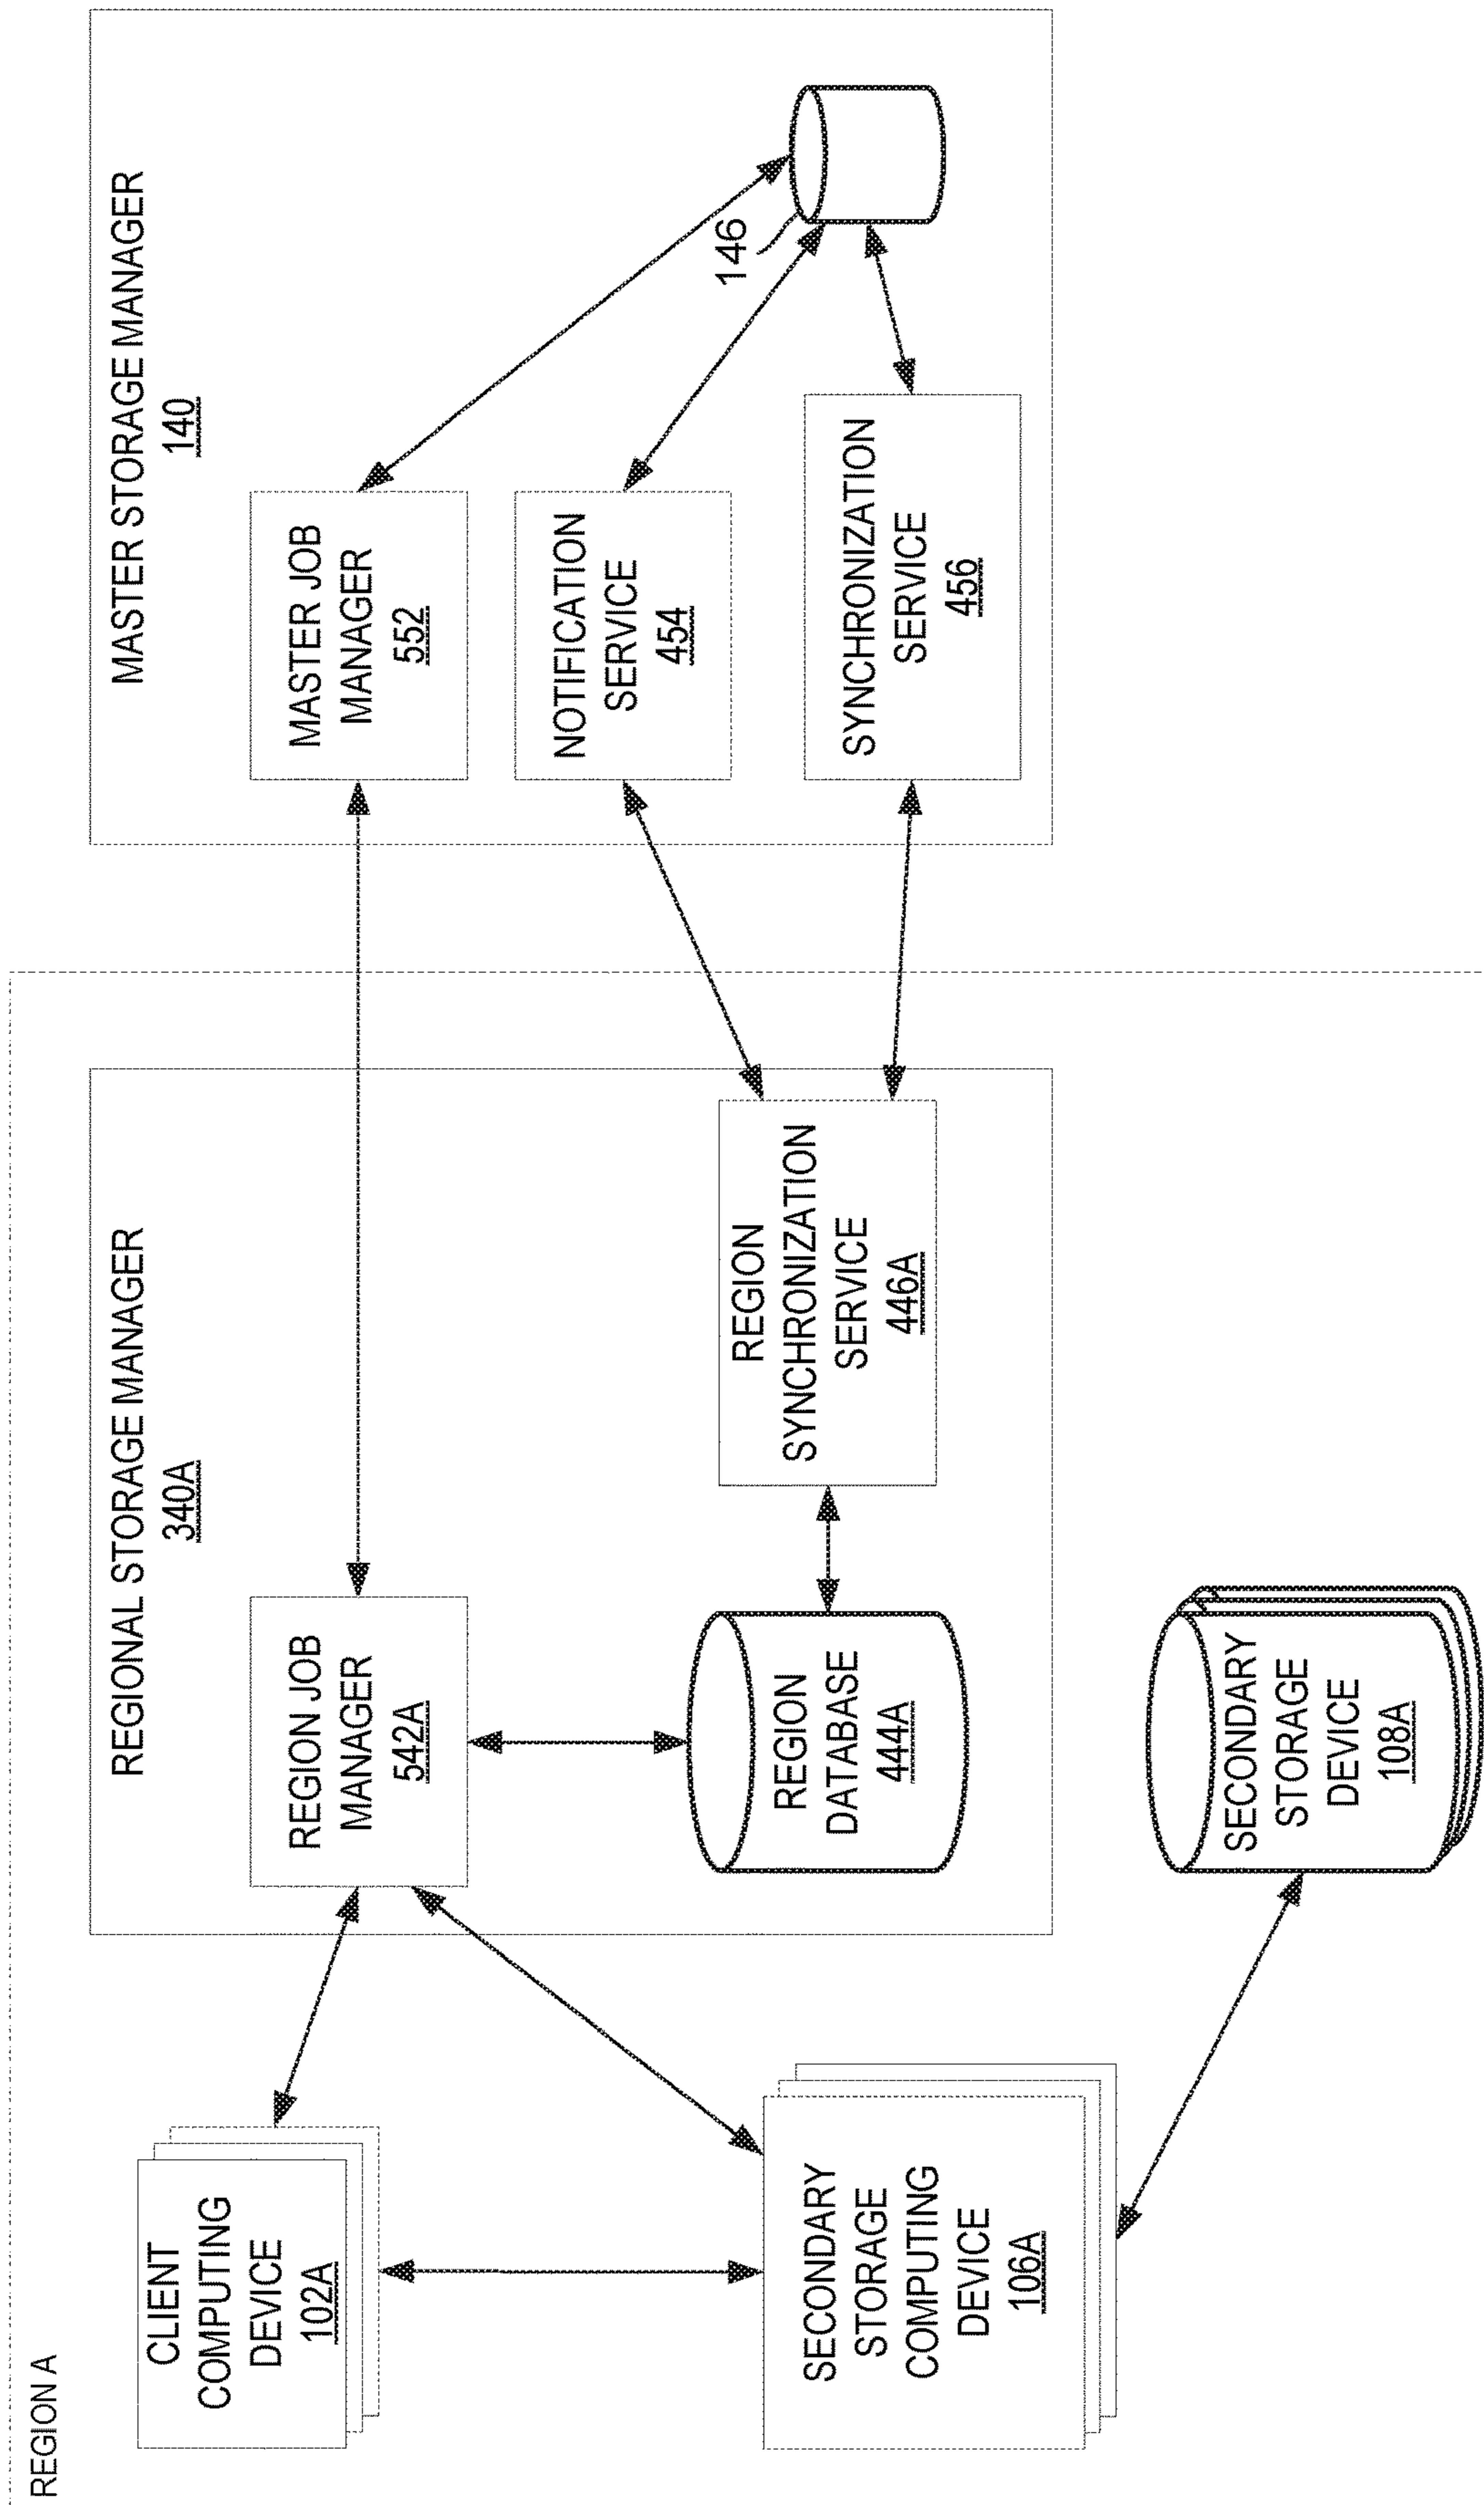 REGION A
CLIENT
COMPUTING
DEVICE
102A
SECONDARY
STORAGE
COMPUTING
DEVICE
106A
REGIONAL STORAGE MANAGER
340A
REGION JOB
MANAGER
542A
REGION
DATABASE
444A
REGION
SYNCHRONIZATION
SERVICE
446A
SECONDARY
STORAGE
DEVICE
108A
MASTER STORAGE MANAGER
140
MASTER JOB
MANAGER
552
NOTIFICATION
SERVICE
454
SYNCHRONIZATION
SERVICE
456
146